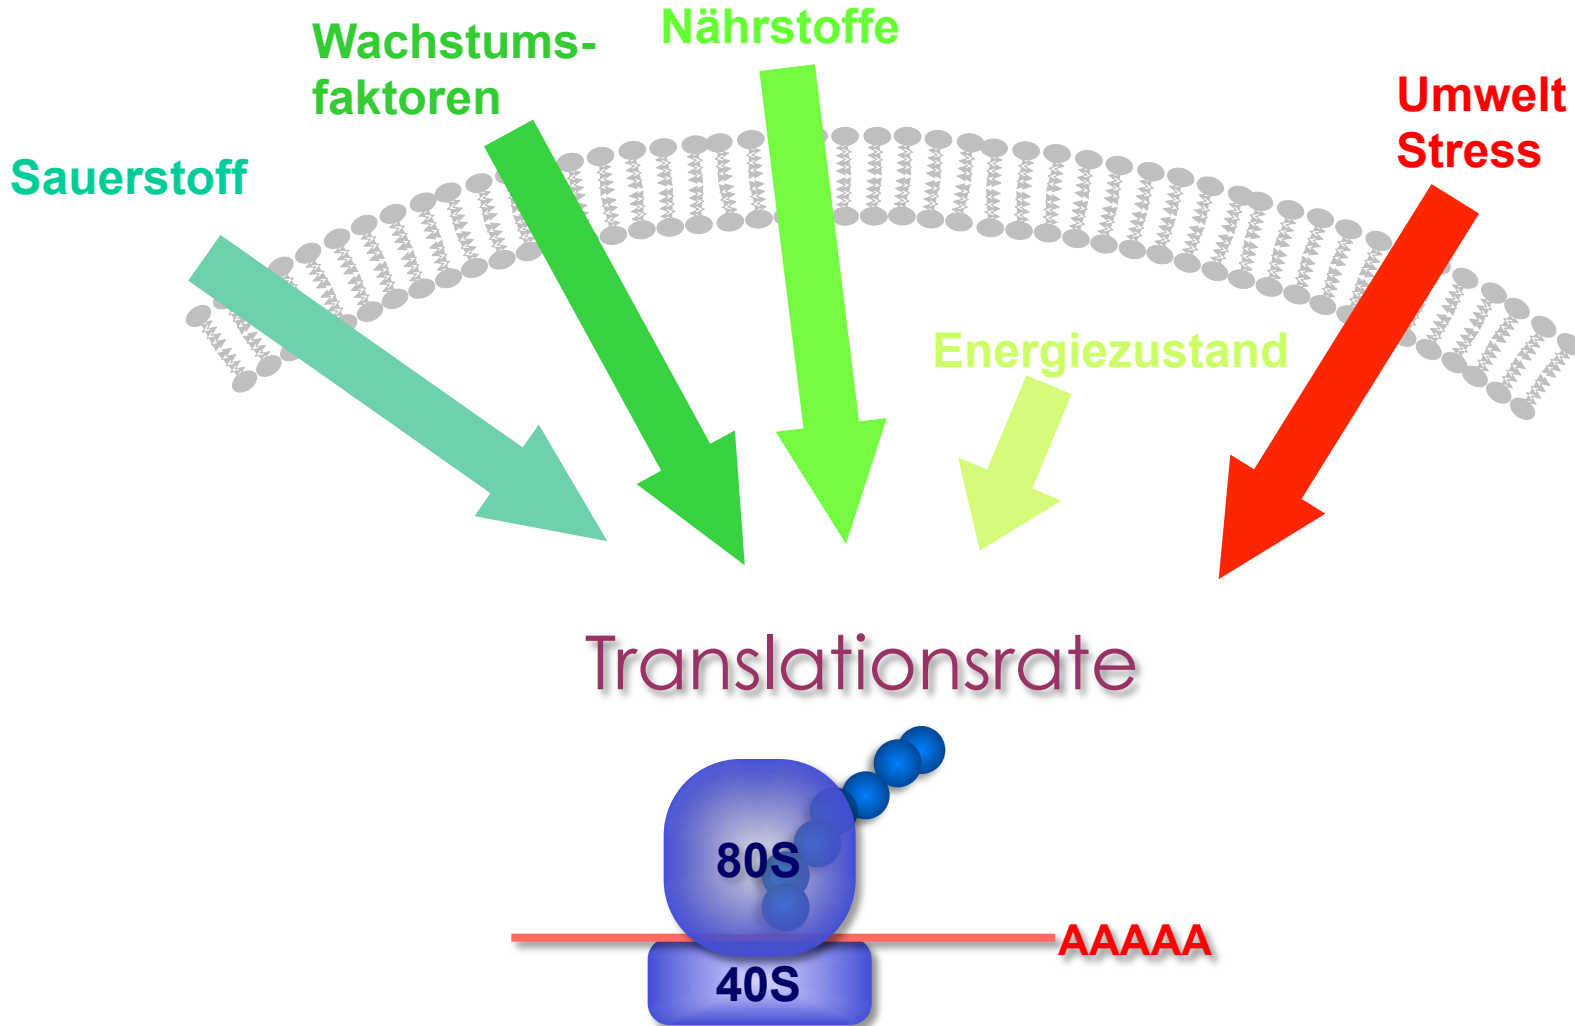 Nährstoffe
Wachstums-
faktoren
Umwelt
Stress
Sauerstoff
Energiezustand
Translationsrate
80S
AAAAA
40S